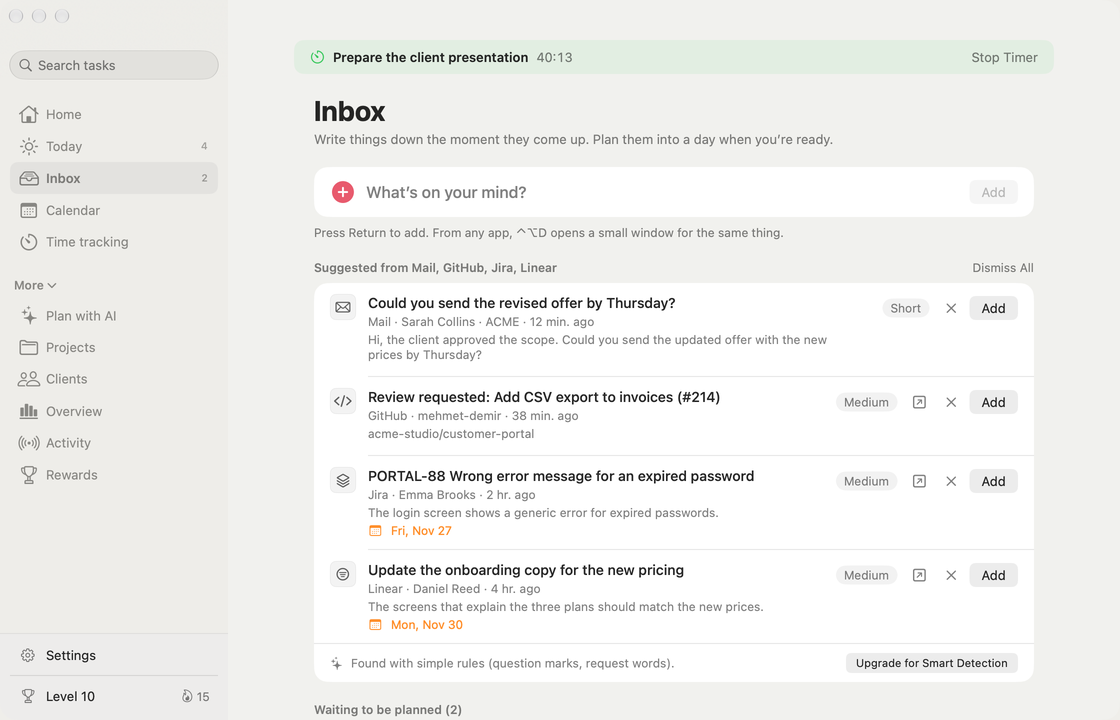 Search tasks
Home
Today 4
Inbox 2
Calendar
Time tracking
More
Plan with AI
Projects
Clients
Overview
Activity
Rewards
Settings
Level 10 15
Prepare the client presentation 40:13 Stop Timer
Inbox
Write things down the moment they come up. Plan them into a day when you’re ready.
What’s on your mind? Add
Press Return to add. From any app, ⌃⌥D opens a small window for the same thing.
Suggested from Mail, GitHub, Jira, Linear Dismiss All
Could you send the revised offer by Thursday? Short Add
Mail · Sarah Collins · ACME · 12 min. ago
Hi, the client approved the scope. Could you send the updated offer with the new
prices by Thursday?
Review requested: Add CSV export to invoices (#214) Medium Add
GitHub · mehmet-demir · 38 min. ago
acme-studio/customer-portal
PORTAL-88 Wrong error message for an expired password Medium Add
Jira · Emma Brooks · 2 hr. ago
The login screen shows a generic error for expired passwords.
Fri, Nov 27
Update the onboarding copy for the new pricing Medium Add
Linear · Daniel Reed · 4 hr. ago
The screens that explain the three plans should match the new prices.
Mon, Nov 30
Found with simple rules (question marks, request words). Upgrade for Smart Detection
Waiting to be planned (2)